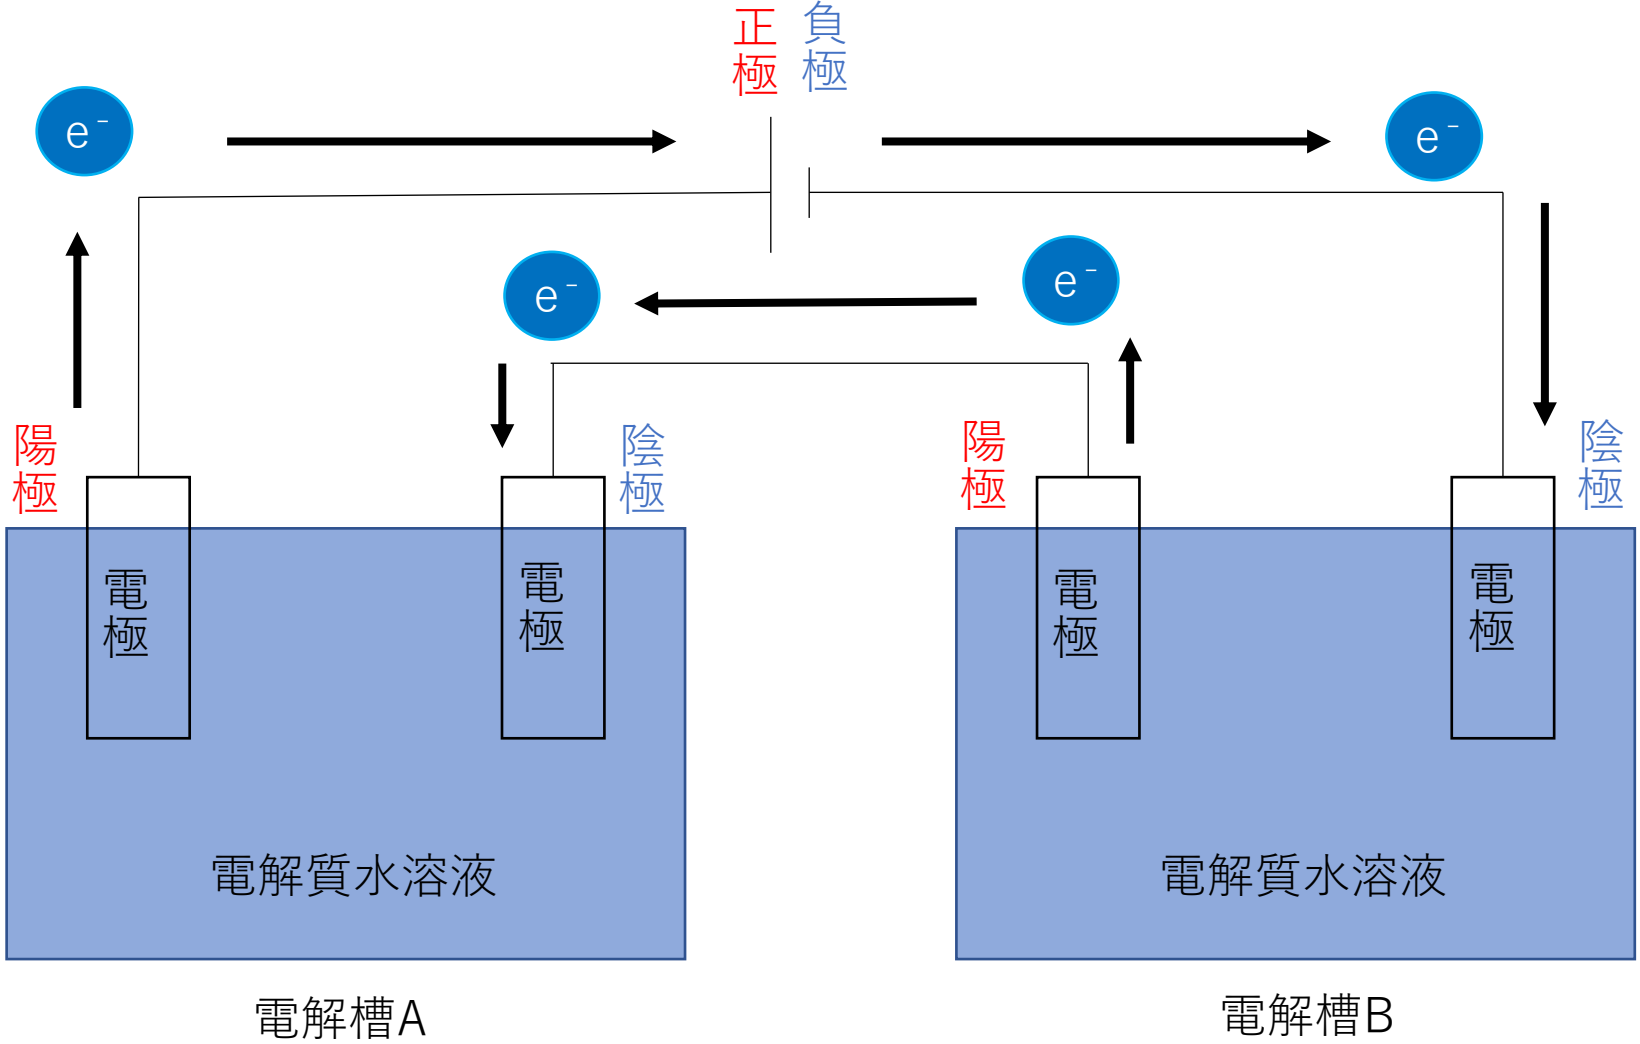 正極
負極
e⁻
e⁻
e⁻
e⁻
陽極
陰極
陽極
陰極
電極
電極
電極
電極
電解質水溶液
電解質水溶液
電解槽A
電解槽B